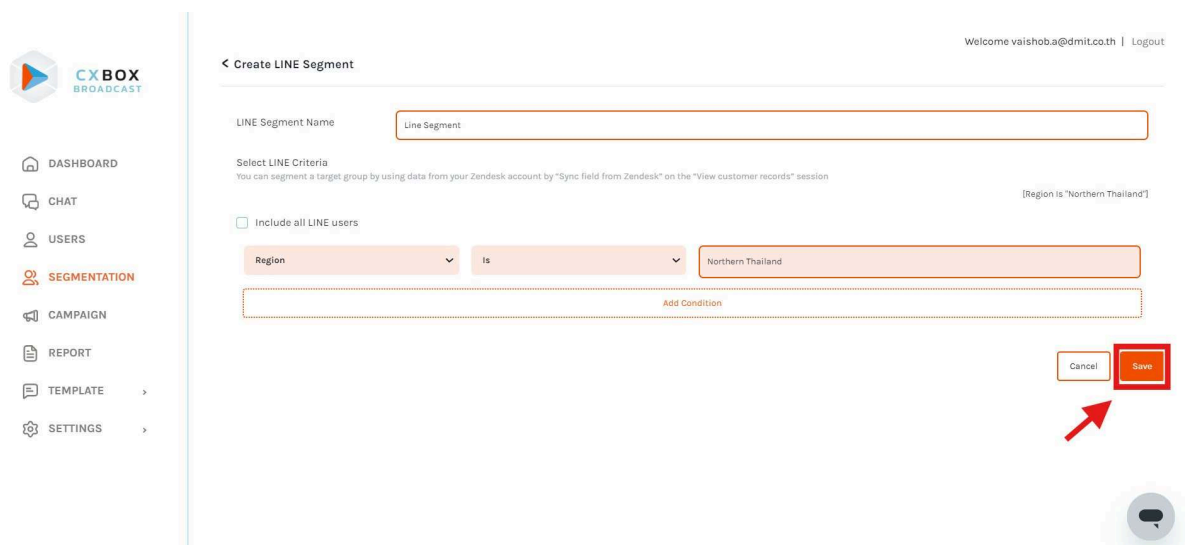 Welcome vaishob.a@dmit.co.th | Logout
CXBOX
BROADCAST
< Create LINE Segment
LINE Segment Name
Line Segment
Select LINE Criteria
You can segment a target group by using data from your Zendesk account by "Sync field from Zendesk" on the "View customer records" session
[Region Is "Northern Thailand"]
Include all LINE users
Region
Is
Northern Thailand
Add Condition
Cancel
Save
DASHBOARD
CHAT
USERS
SEGMENTATION
CAMPAIGN
REPORT
TEMPLATE >
SETTINGS >